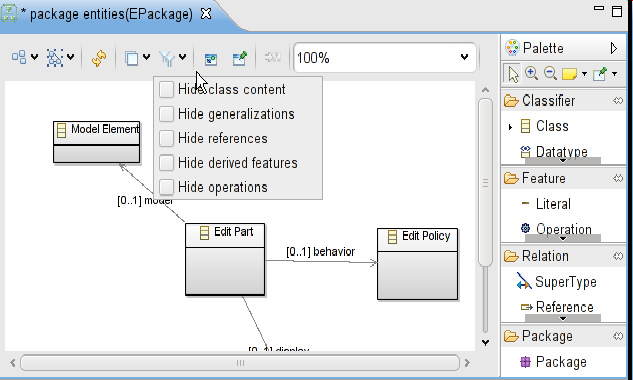 * package entities(EPackage)
100%
Hide class content
Hide generalizations
Hide references
Hide derived features
Hide operations
Model Element
[0..1] model
Edit Part
[0..1] behavior
Edit Policy
[0..1] display
Palette
Classifier
Class
Datatype
Feature
Literal
Operation
Relation
SuperType
Reference
Package
Package